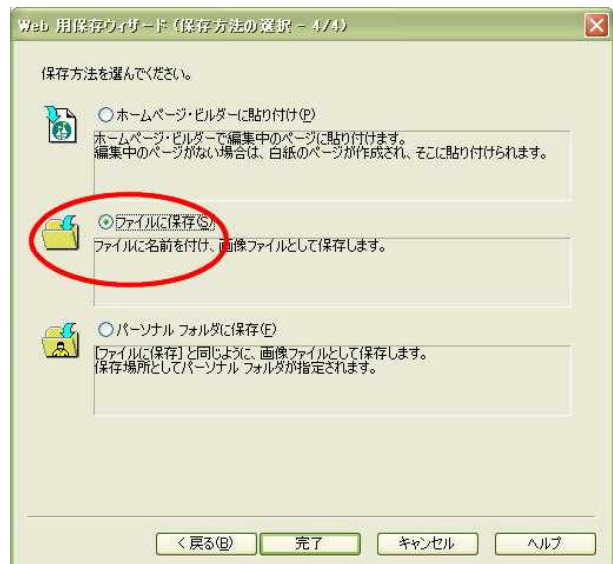 Web 用保存ウィザード (保存方法の選択 - 4/4)
保存方法を選んでください。
ホームページ・ビルダーに貼り付け(P)
ホームページ・ビルダーで編集中のページに貼り付けます。
編集中のページがない場合は、白紙のページが作成され、そこに貼り付けられます。
ファイルに保存(S)
ファイルに名前を付け、画像ファイルとして保存します。
パーソナル フォルダに保存(F)
[ファイルに保存] と同じように、画像ファイルとして保存します。
保存場所としてパーソナル フォルダが指定されます。
< 戻る(B) 完了 キャンセル ヘルプ